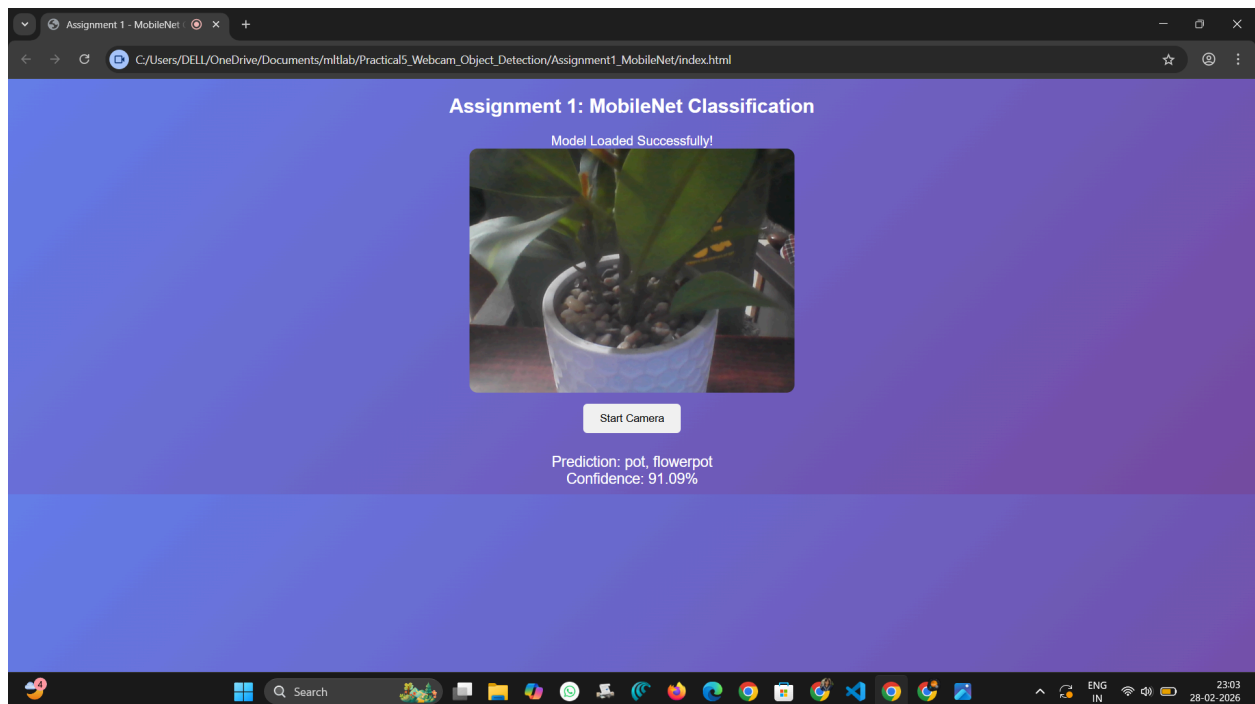 Assignment 1 - MobileNet
C:/Users/DELL/OneDrive/Documents/mltlab/Practical5_Webcam_Object_Detection/Assignment1_MobileNet/index.html
Assignment 1: MobileNet Classification
Model Loaded Successfully!
Start Camera
Prediction: pot, flowerpot
Confidence: 91.09%
4
Search
ENG
IN
23:03
28-02-2026